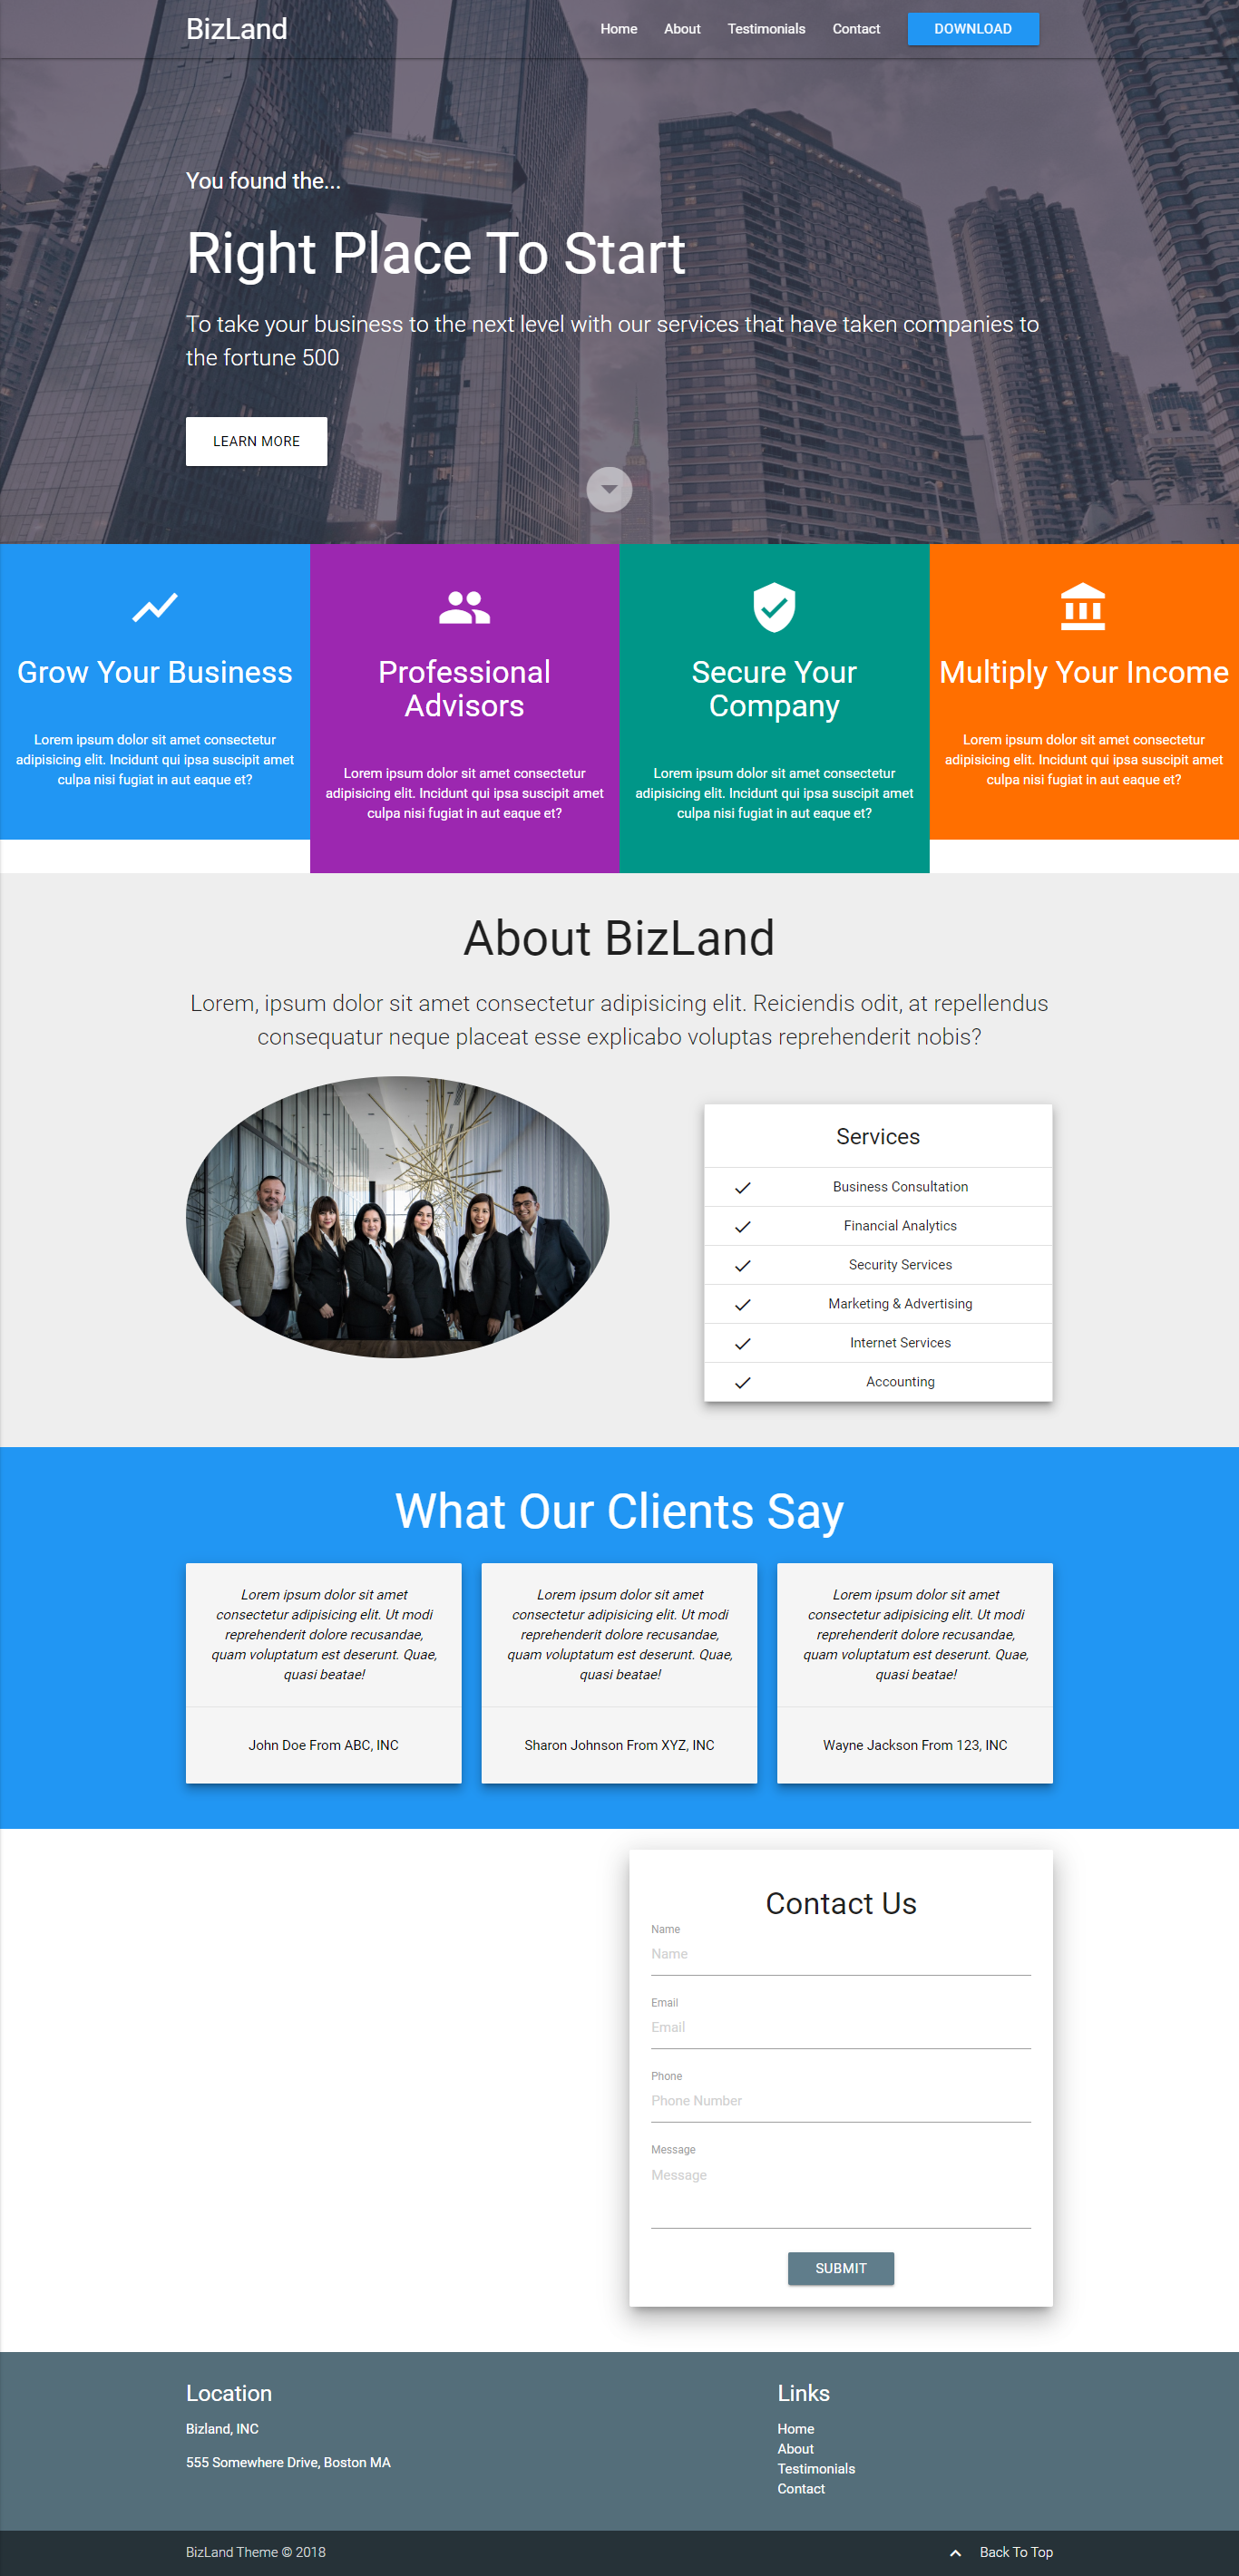 BizLand
Home
About
Testimonials
Contact
DOWNLOAD
You found the...
Right Place To Start
To take your business to the next level with our services that have taken companies to
the fortune 500
LEARN MORE
Grow Your Business
Lorem ipsum dolor sit amet consectetur
adipisicing elit. Incidunt qui ipsa suscipit amet
culpa nisi fugiat in aut eaque et?
Professional
Advisors
Lorem ipsum dolor sit amet consectetur
adipisicing elit. Incidunt qui ipsa suscipit amet
culpa nisi fugiat in aut eaque et?
Secure Your
Company
Lorem ipsum dolor sit amet consectetur
adipisicing elit. Incidunt qui ipsa suscipit amet
culpa nisi fugiat in aut eaque et?
Multiply Your Income
Lorem ipsum dolor sit amet consectetur
adipisicing elit. Incidunt qui ipsa suscipit amet
culpa nisi fugiat in aut eaque et?
About BizLand
Lorem, ipsum dolor sit amet consectetur adipisicing elit. Reiciendis odit, at repellendus
consequatur neque placeat esse explicabo voluptas reprehenderit nobis?
Services
Business Consultation
Financial Analytics
Security Services
Marketing & Advertising
Internet Services
Accounting
What Our Clients Say
Lorem ipsum dolor sit amet
consectetur adipisicing elit. Ut modi
reprehenderit dolore recusandae,
quam voluptatum est deserunt. Quae,
quasi beatae!
John Doe From ABC, INC
Lorem ipsum dolor sit amet
consectetur adipisicing elit. Ut modi
reprehenderit dolore recusandae,
quam voluptatum est deserunt. Quae,
quasi beatae!
Sharon Johnson From XYZ, INC
Lorem ipsum dolor sit amet
consectetur adipisicing elit. Ut modi
reprehenderit dolore recusandae,
quam voluptatum est deserunt. Quae,
quasi beatae!
Wayne Jackson From 123, INC
Contact Us
Name
Name
Email
Email
Phone
Phone Number
Message
Message
SUBMIT
Location
Bizland, INC
555 Somewhere Drive, Boston MA
Links
Home
About
Testimonials
Contact
BizLand Theme © 2018
Back To Top